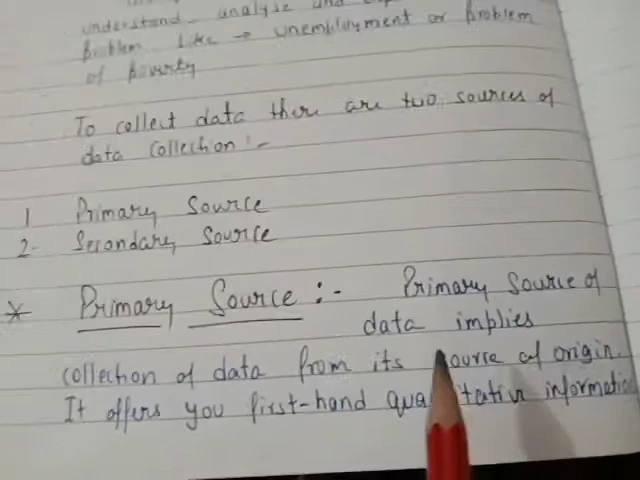 understand analyse and
problem like → unemployment or problem
of poverty
To collect data there are two sources of
data collection :-
1 Primary Source
2- Secondary Source
* Primary Source :- Primary Source of
data implies
collection of data from its source of origin.
It offers you first-hand quantitative information